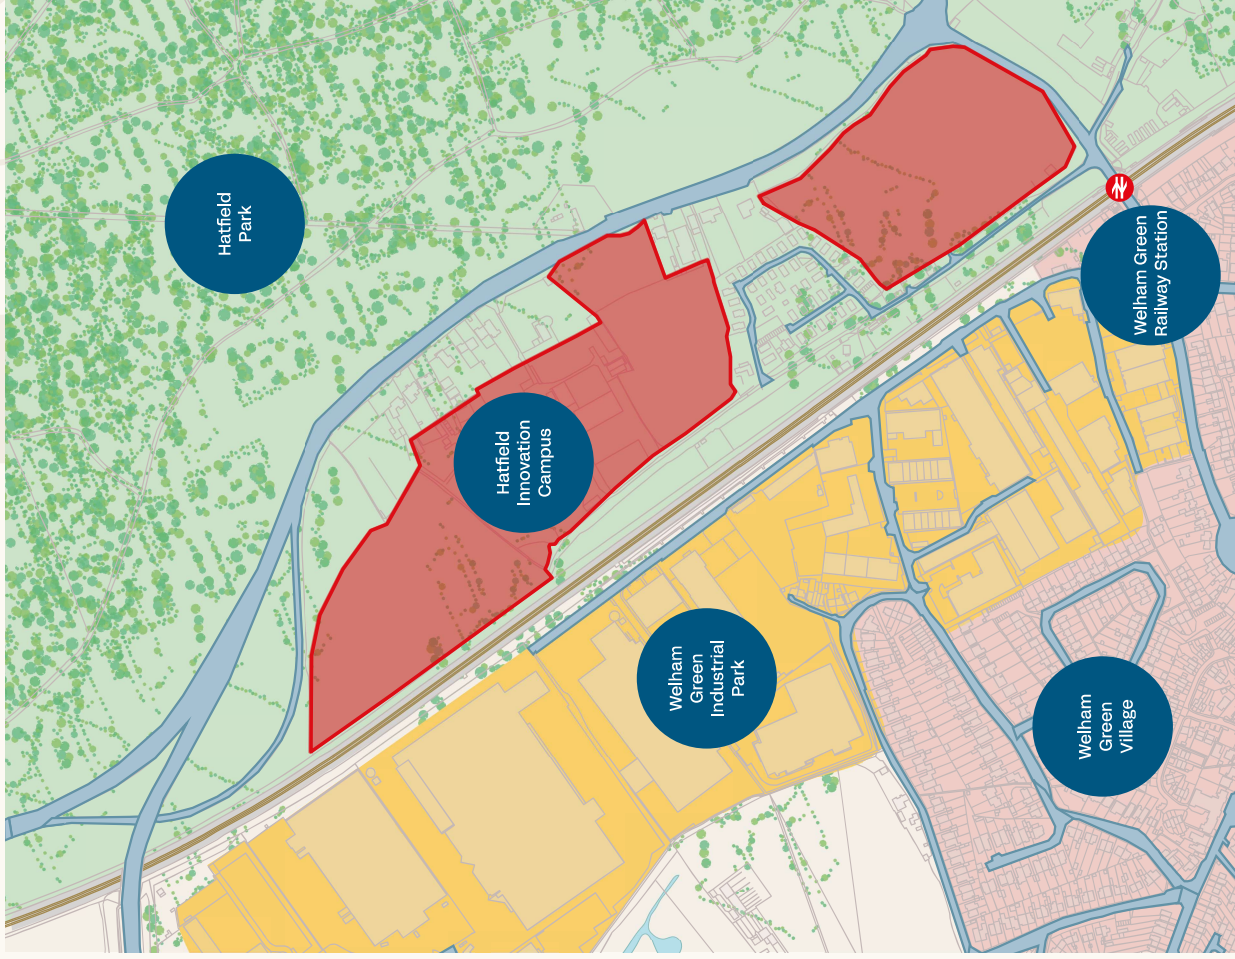 Hatfield
Park
Welham Green
Railway Station
Hatfield
Innovation
Campus
Welham
Green
Industrial
Park
Welham
Green
Village